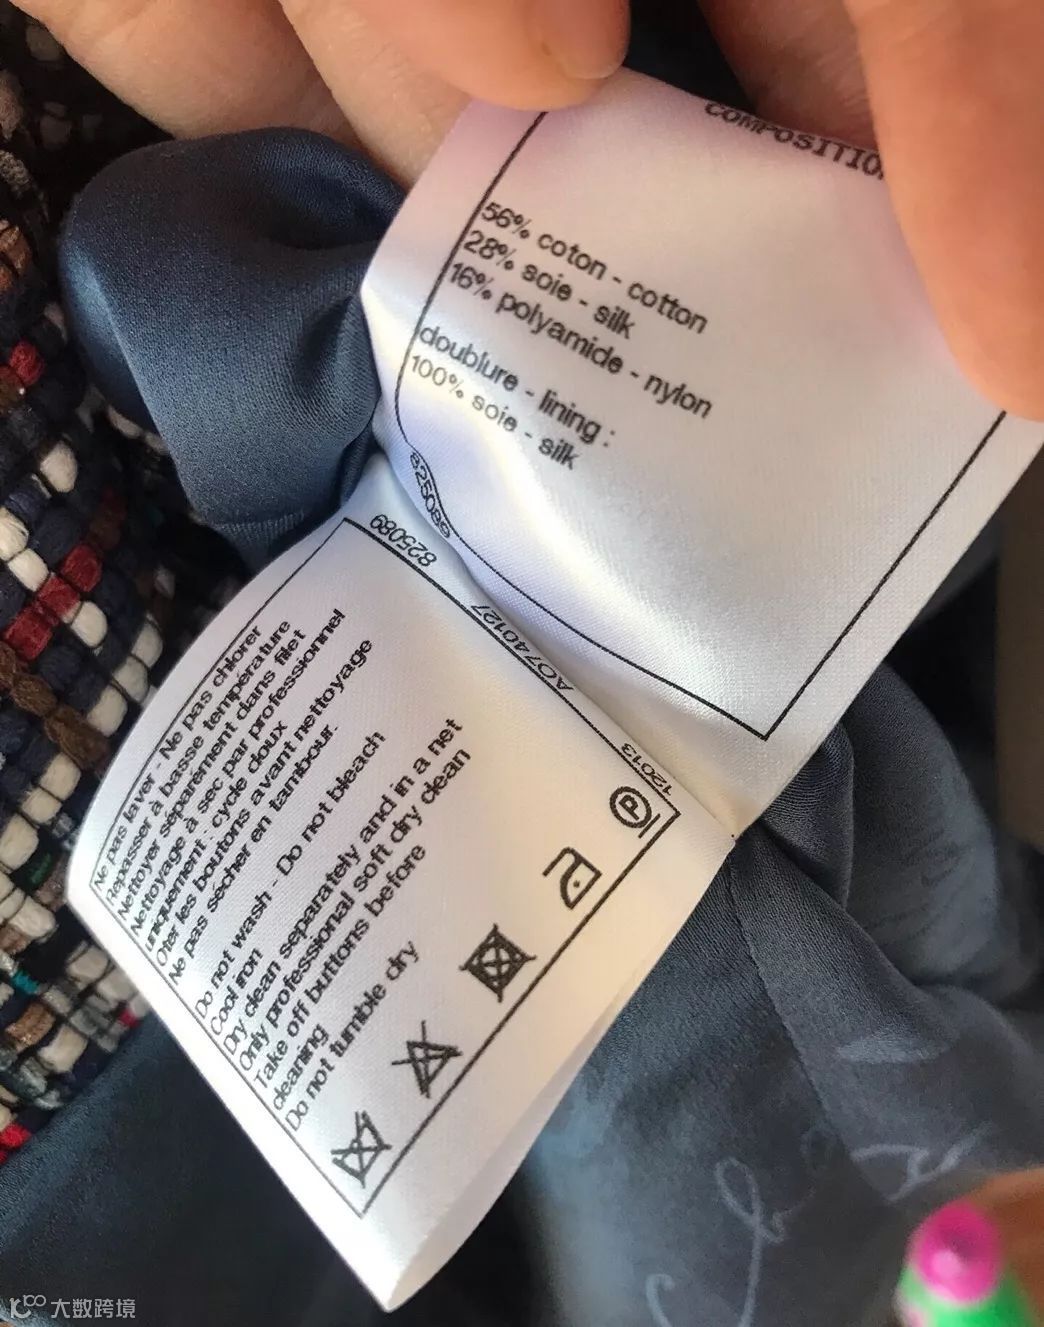 COMPOSITION
56% coton - cotton
28% soie - silk
16% polyamide - nylon
doublure - lining :
100% soie - silk
825089
825089
AO740127
12013
Ne pas laver - Ne pas chlorer
Repasser à basse température
Nettoyer séparément dans filet
Nettoyage à sec par professionnel
uniquement : cycle doux
Oter les boutons avant nettoyage
Ne pas sécher en tambour.
Do not wash - Do not bleach
Cool iron
Dry clean separately and in a net
Only professional soft dry clean
Take off buttons before
cleaning
Do not tumble dry
P
大数跨境